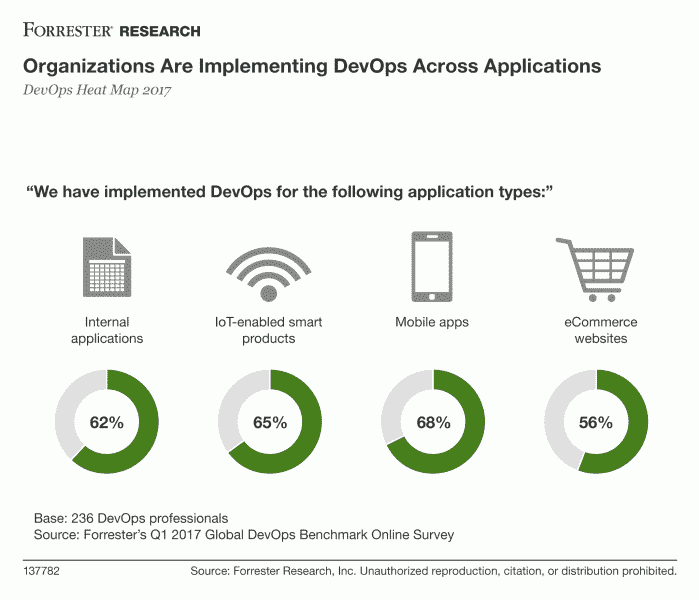 FORRESTER® RESEARCH
Organizations Are Implementing DevOps Across Applications
DevOps Heat Map 2017
“We have implemented DevOps for the following application types:”
Internal
applications
IoT-enabled smart
products
Mobile apps
eCommerce
websites
62%
65%
68%
56%
Base: 236 DevOps professionals
Source: Forrester’s Q1 2017 Global DevOps Benchmark Online Survey
137782
Source: Forrester Research, Inc. Unauthorized reproduction, citation, or distribution prohibited.